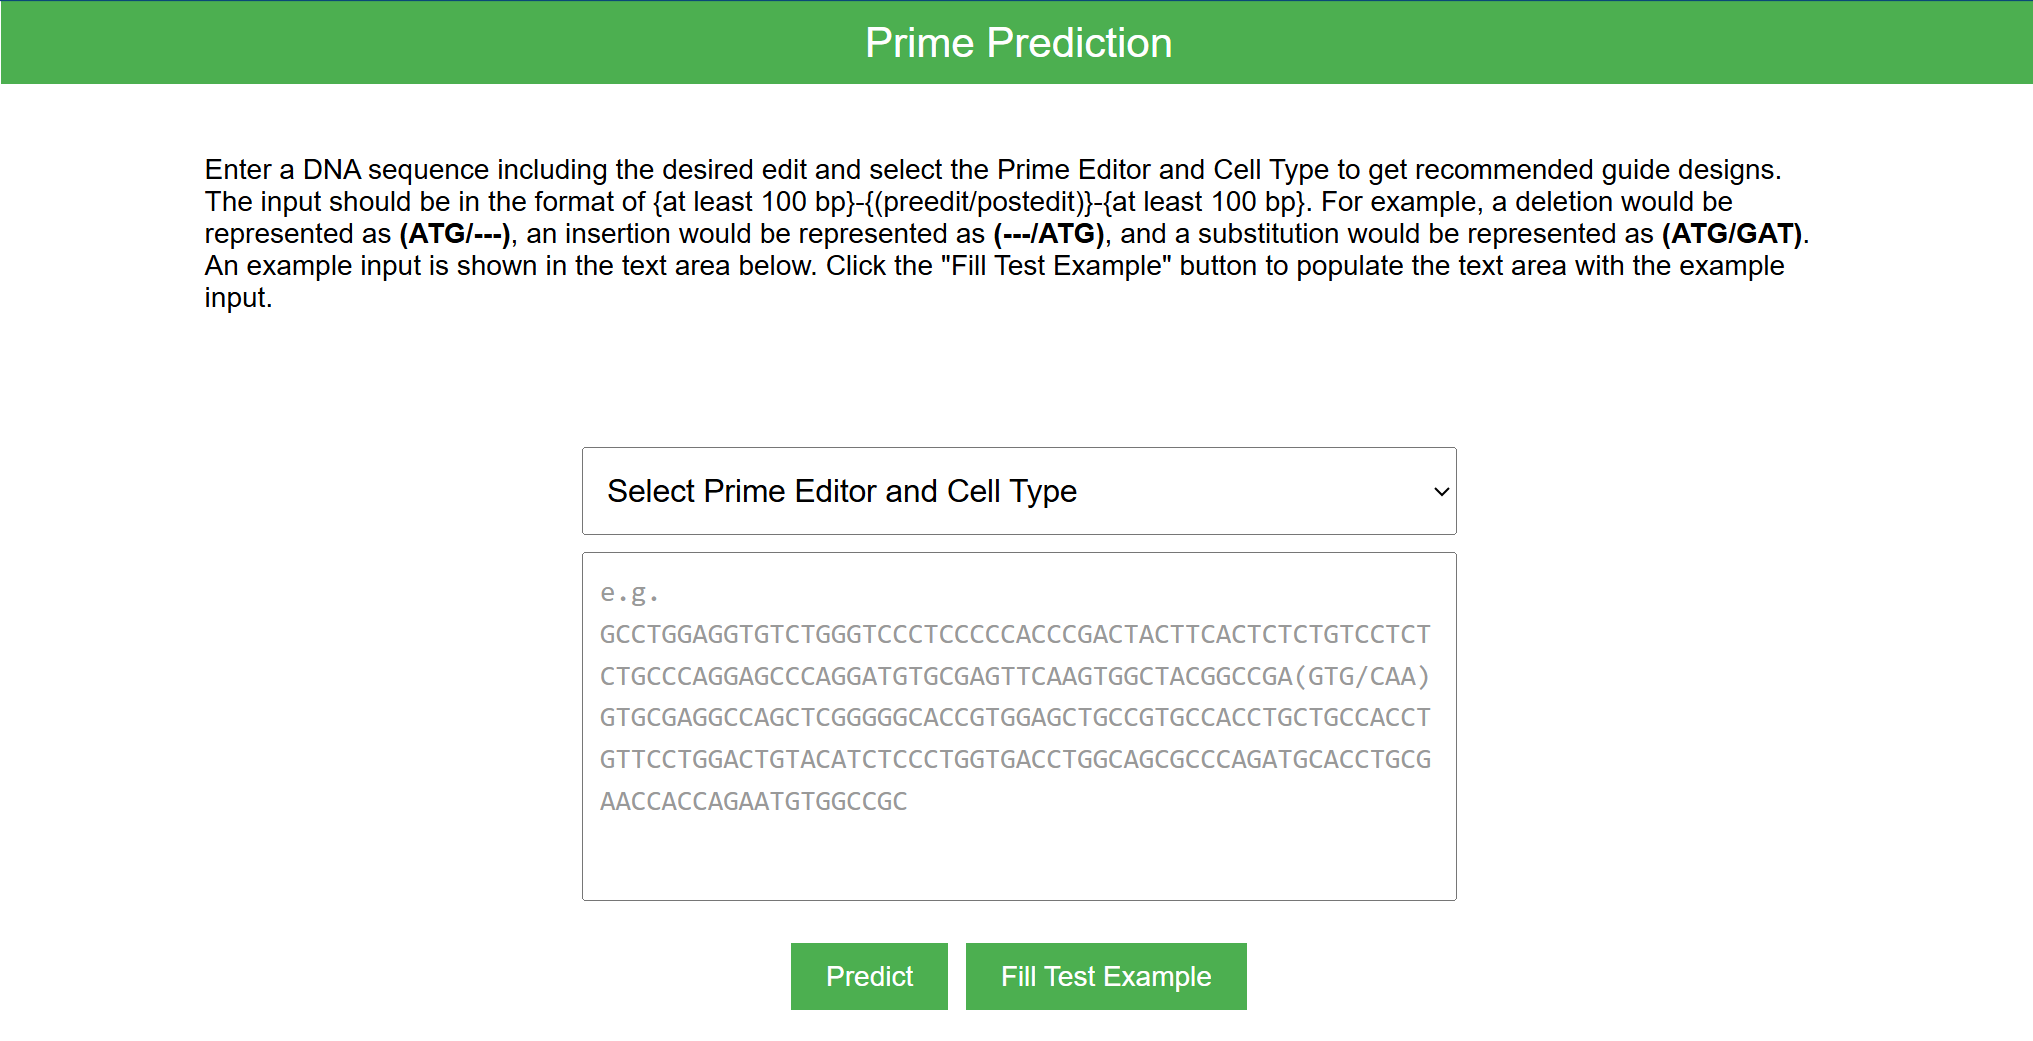 Prime Prediction
Enter a DNA sequence including the desired edit and select the Prime Editor and Cell Type to get recommended guide designs.
The input should be in the format of {at least 100 bp}-{(preedit/postedit)}-{at least 100 bp}. For example, a deletion would be
represented as (ATG/---), an insertion would be represented as (---/ATG), and a substitution would be represented as (ATG/GAT).
An example input is shown in the text area below. Click the "Fill Test Example" button to populate the text area with the example
input.
Select Prime Editor and Cell Type
e.g.
GCCTGGAGGTGTCTGGGTCCCTCCCCCACCCGACTACTTCACTCTCTGTCCTCT
CTGCCCAGGAGCCCAGGATGTGCGAGTTCAAGTGGCTACGGCCGA(GTG/CAA)
GTGCGAGGCCAGCTCGGGGGCACCGTGGAGCTGCCGTGCCACCTGCTGCCACCT
GTTCCTGGACTGTACATCTCCCTGGTGACCTGGCAGCGCCCAGATGCACCTGCG
AACCACCAGAATGTGGCCGC
Predict
Fill Test Example